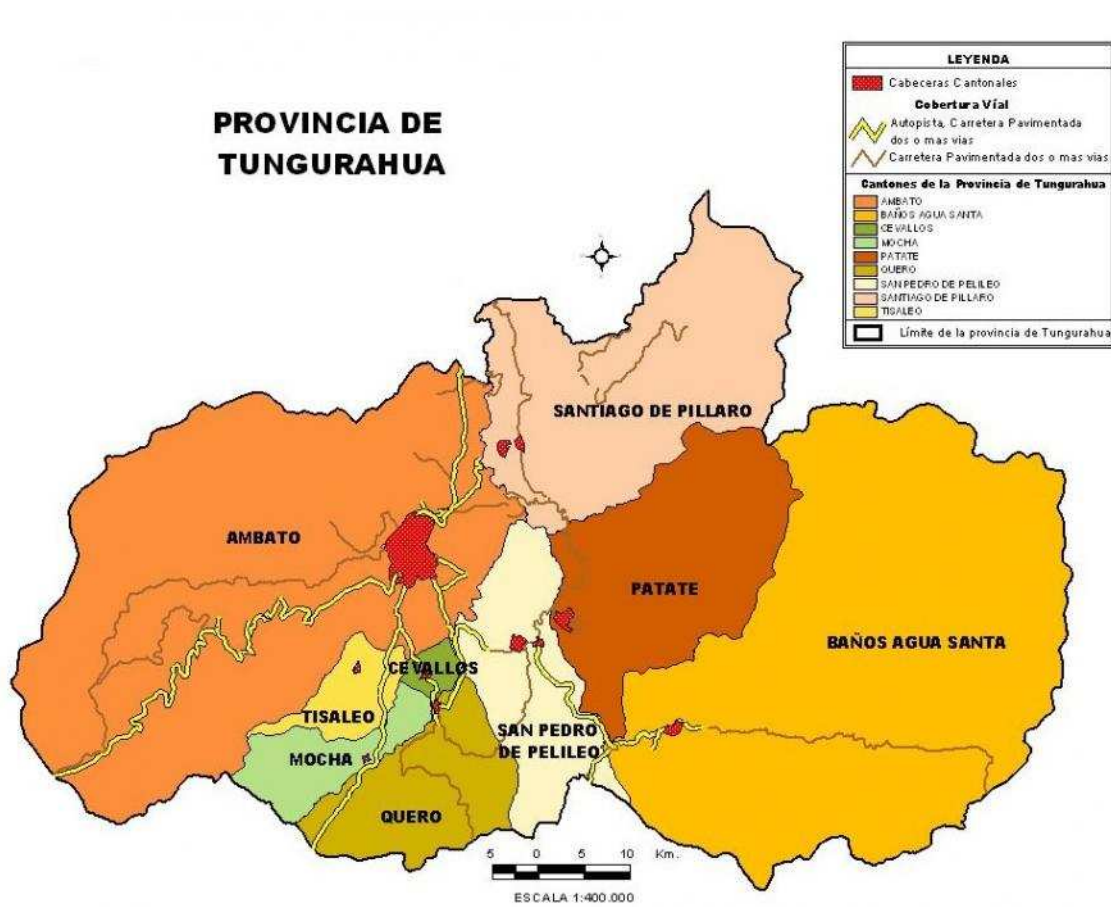 PROVINCIA DE
TUNGURAHUA
LEYENDA
Cabeceras Cantonales
Cobertura Víal
Autopista, Carretera Pavimentada
dos o mas vias
Carretera Pavimentada dos o mas vias
Cantones de la Provincia de Tungurahua
AMBATO
BAÑOS AGUA SANTA
CEVALLOS
MOCHA
PATATE
QUERO
SAN PEDRO DE PELILEO
SANTIAGO DE PILLARO
TISALEO
Límite de la provincia de Tungurahua
SANTIAGO DE PILLARO
AMBATO
PATATE
BAÑOS AGUA SANTA
CEVALLOS
TISALEO
SAN PEDRO
DE PELILEO
MOCHA
QUERO
5 0 5 10 Km.
ESCALA 1:400.000